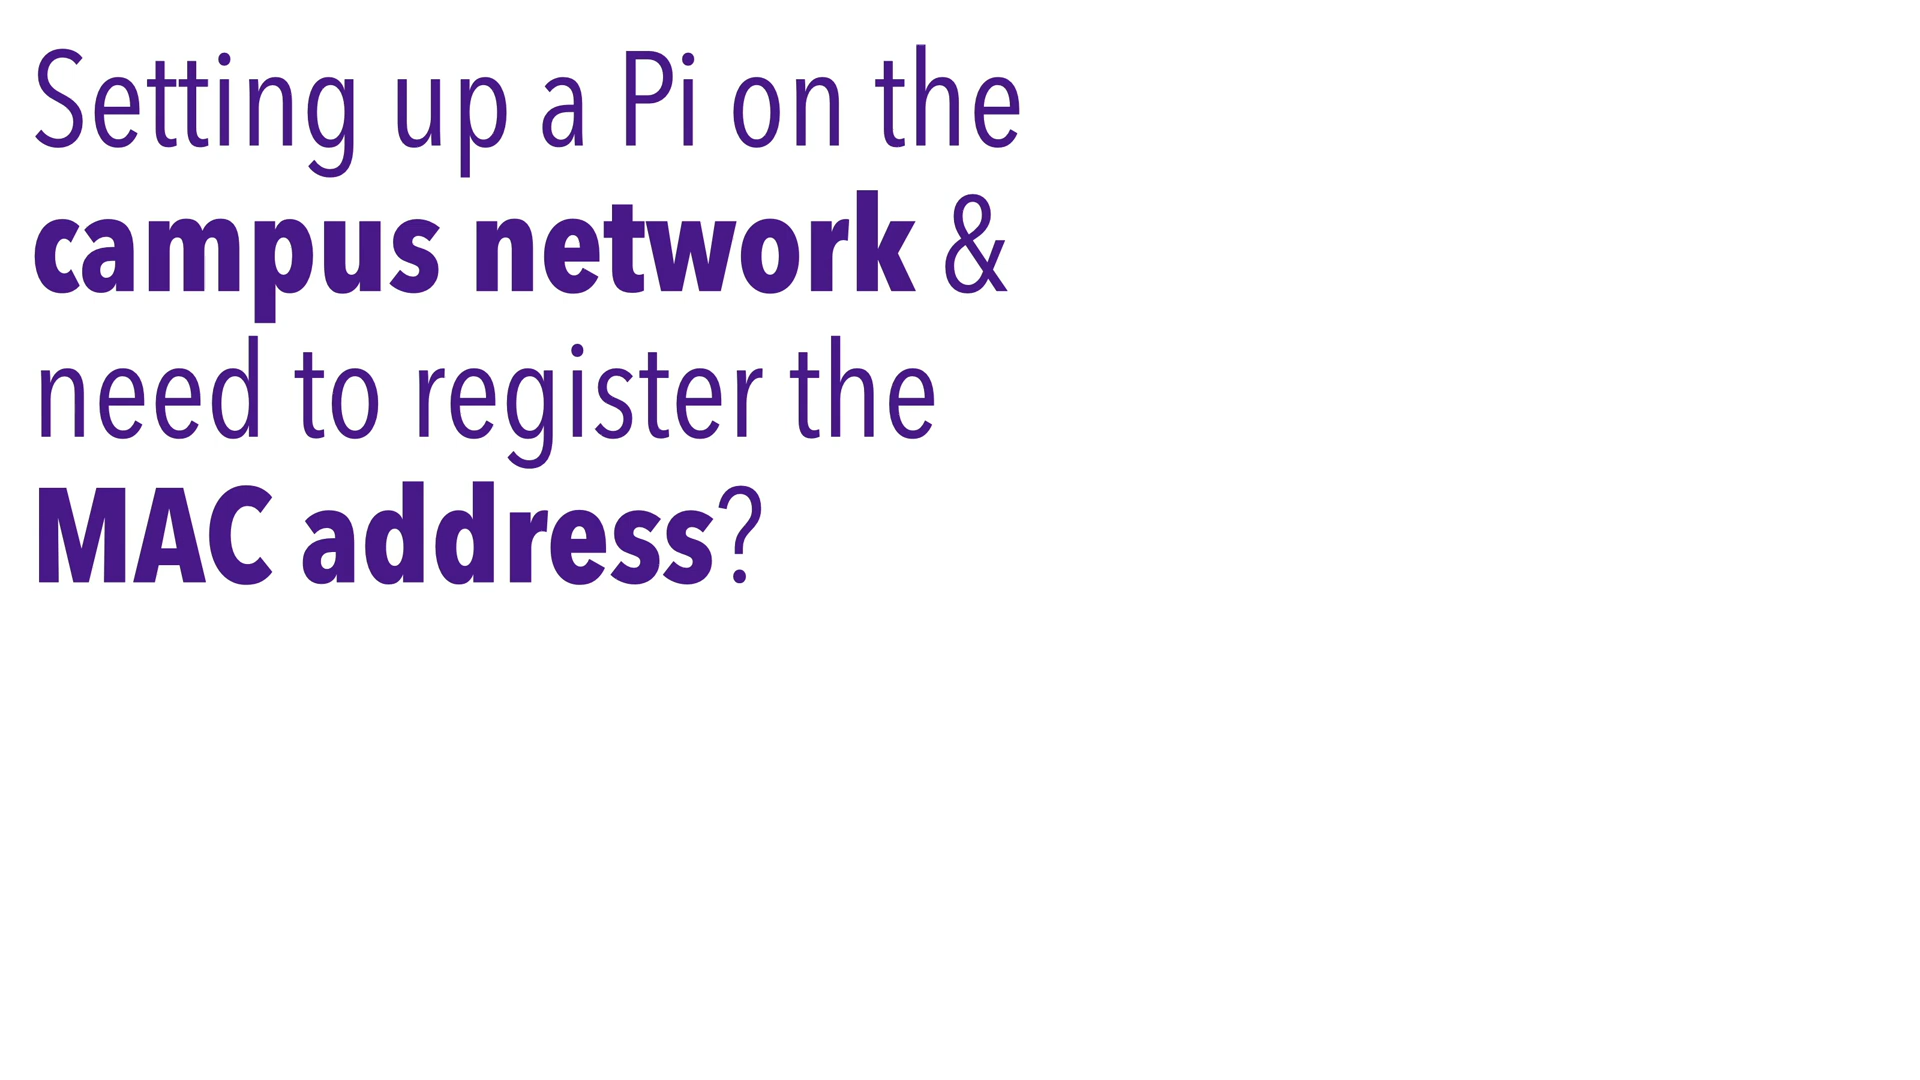 Setting up a Pi on the
campus network &
need to register the
MAC address?